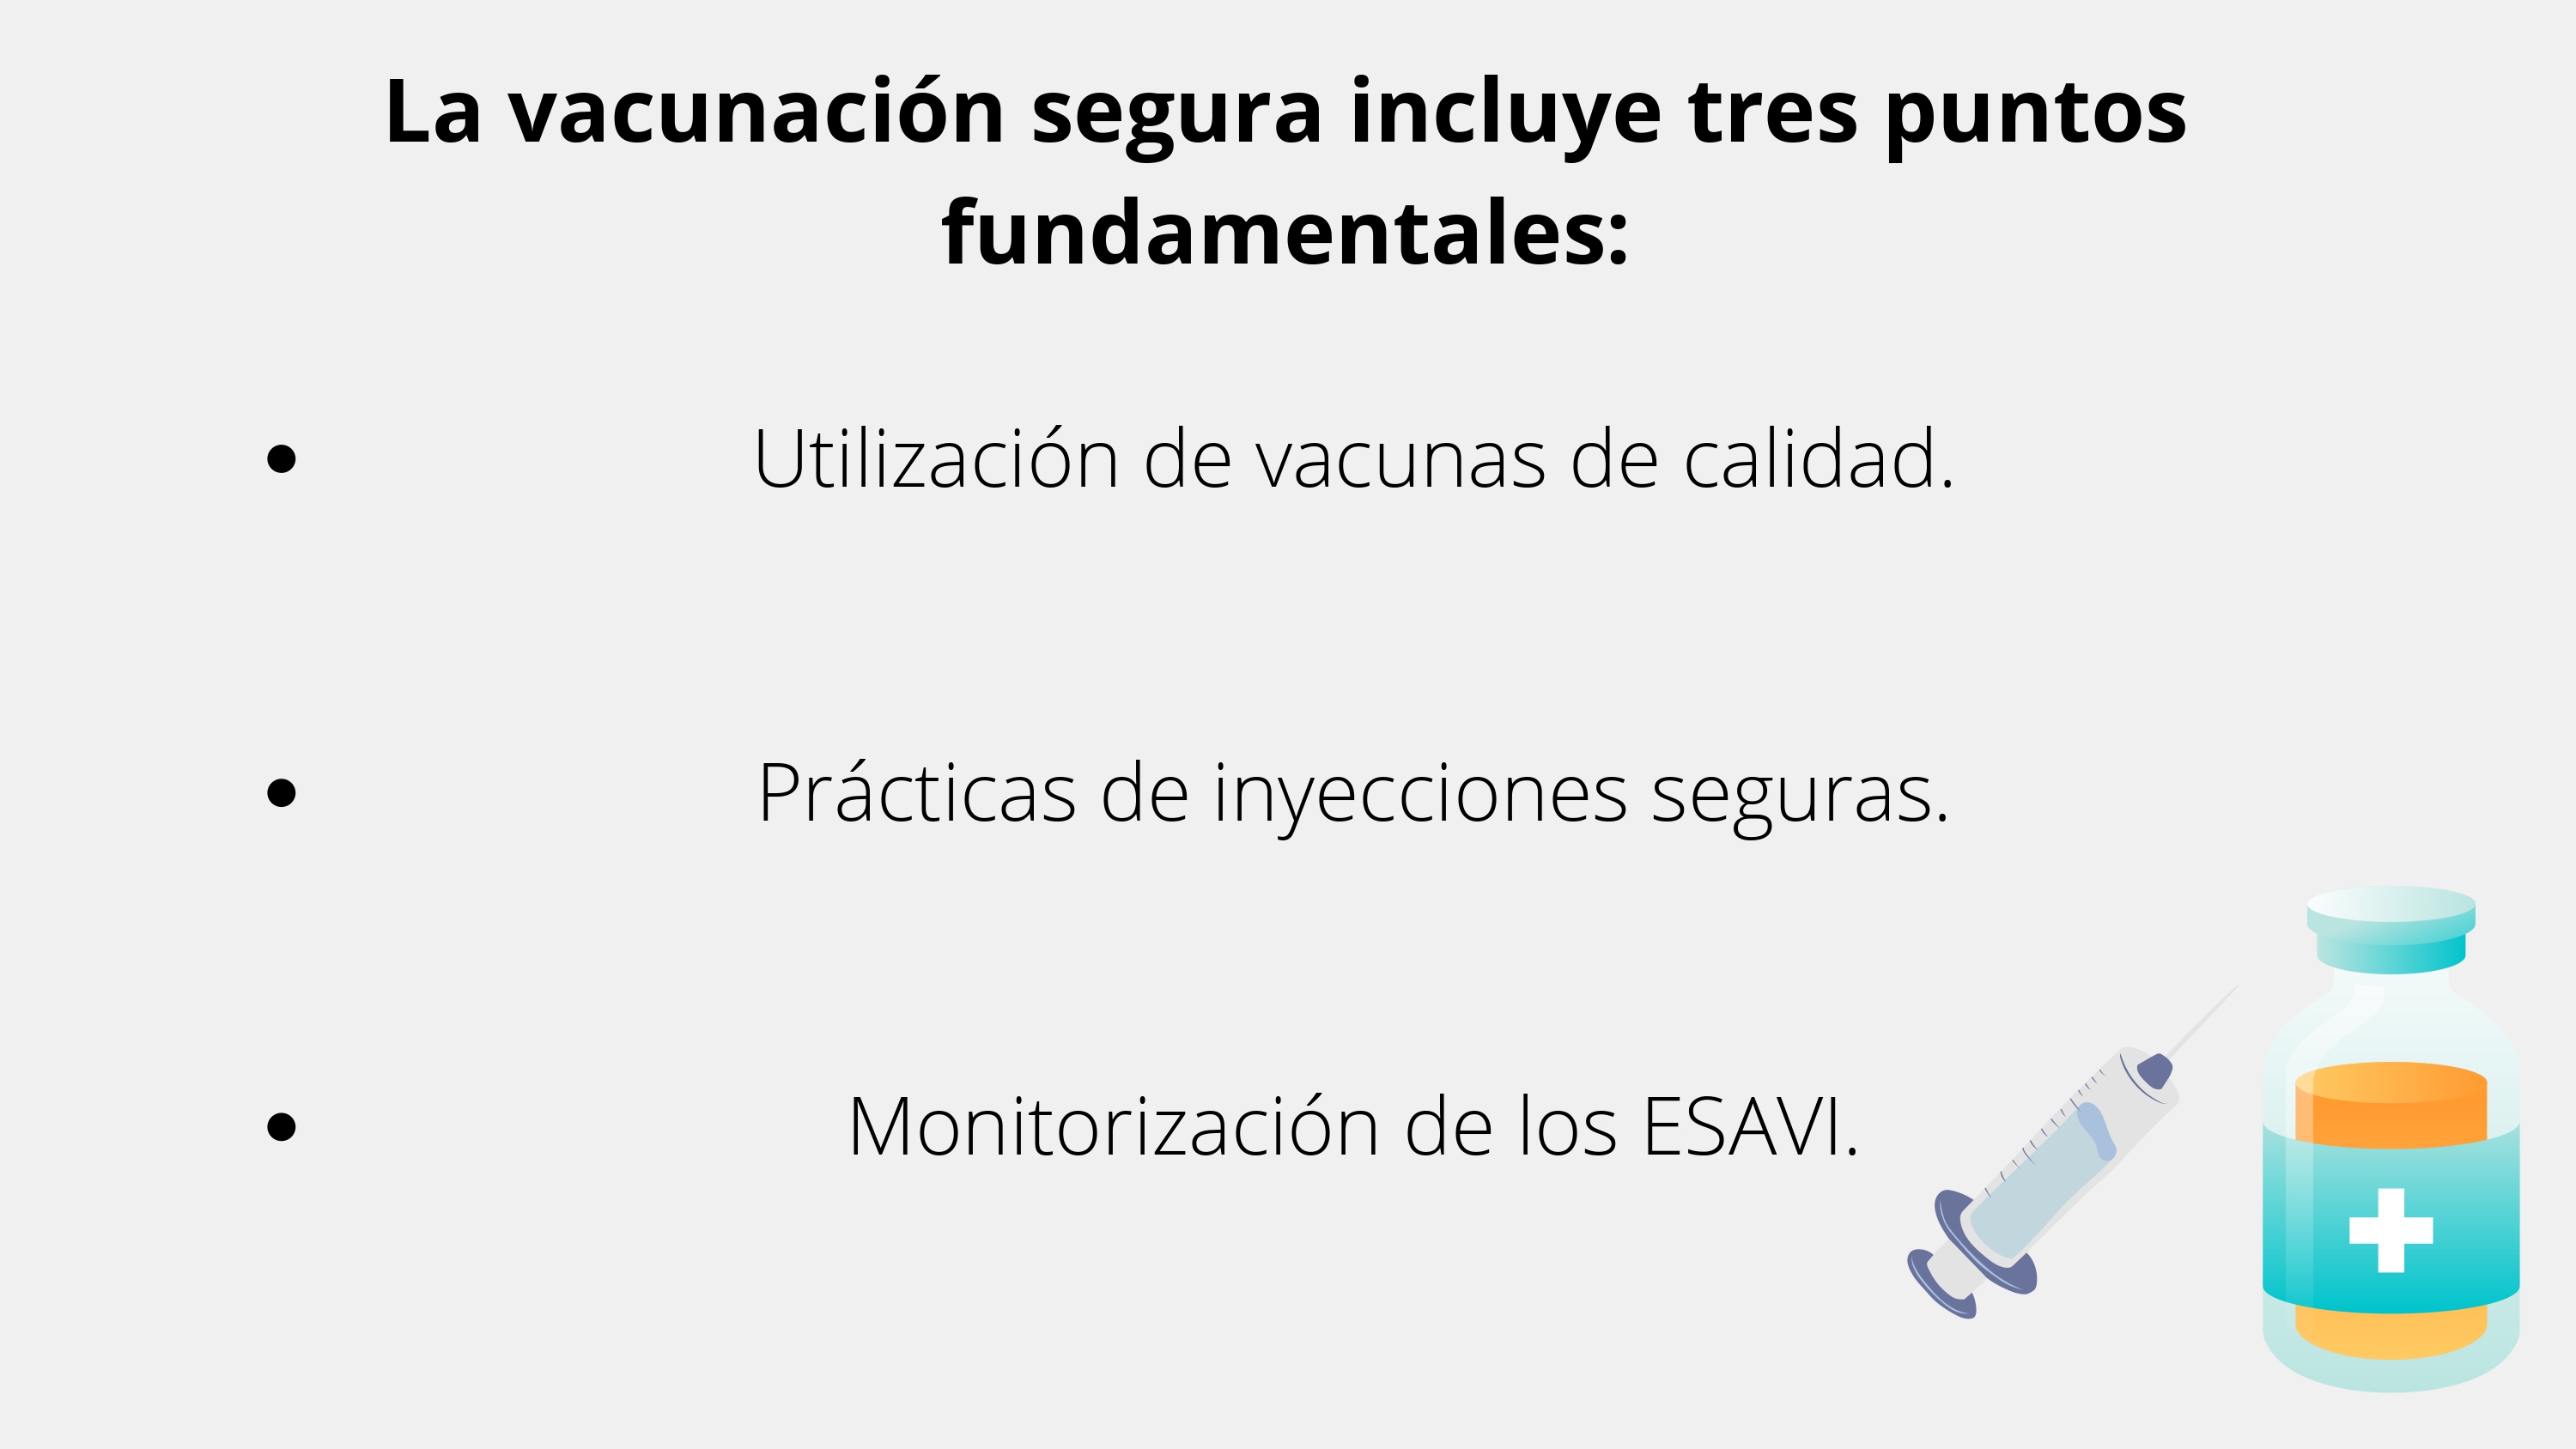 La vacunación segura incluye tres puntos
fundamentales:
• Utilización de vacunas de calidad.
• Prácticas de inyecciones seguras.
• Monitorización de los ESAVI.